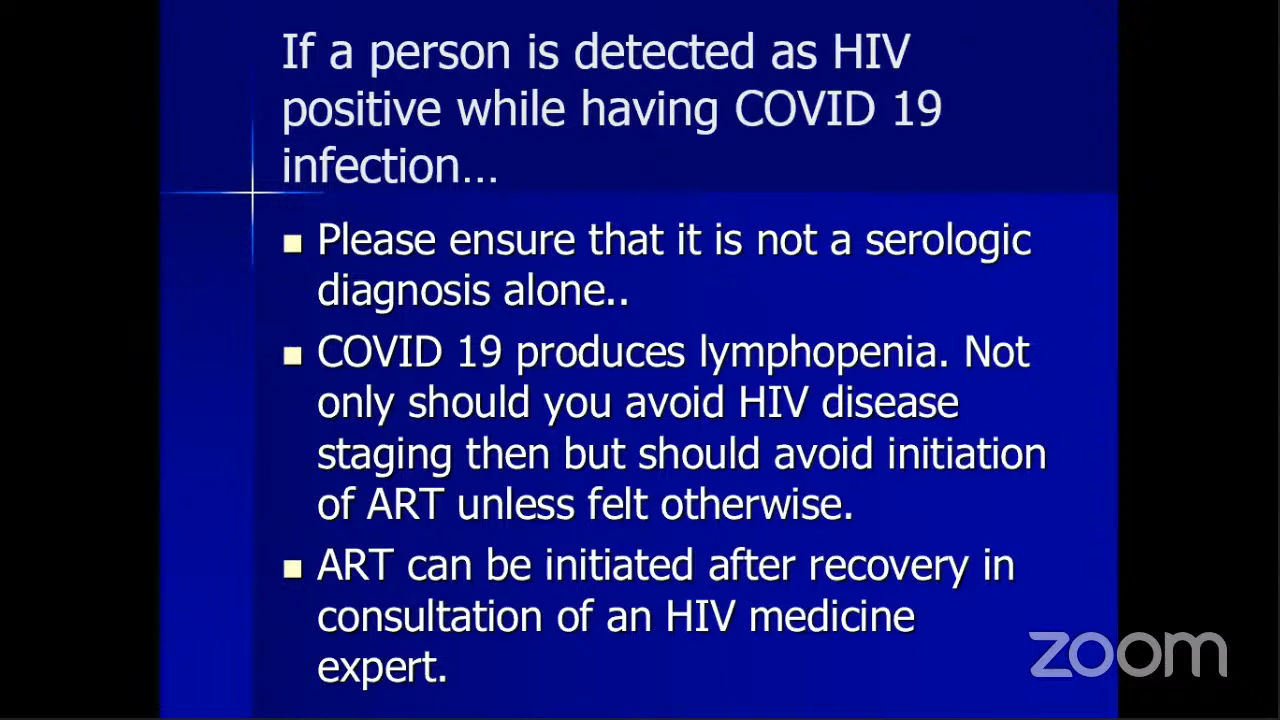 If a person is detected as HIV
positive while having COVID 19
infection...
Please ensure that it is not a serologic
diagnosis alone..
COVID 19 produces lymphopenia. Not
only should you avoid HIV disease
staging then but should avoid initiation
of ART unless felt otherwise.
ART can be initiated after recovery in
consultation of an HIV medicine
expert.
zoom